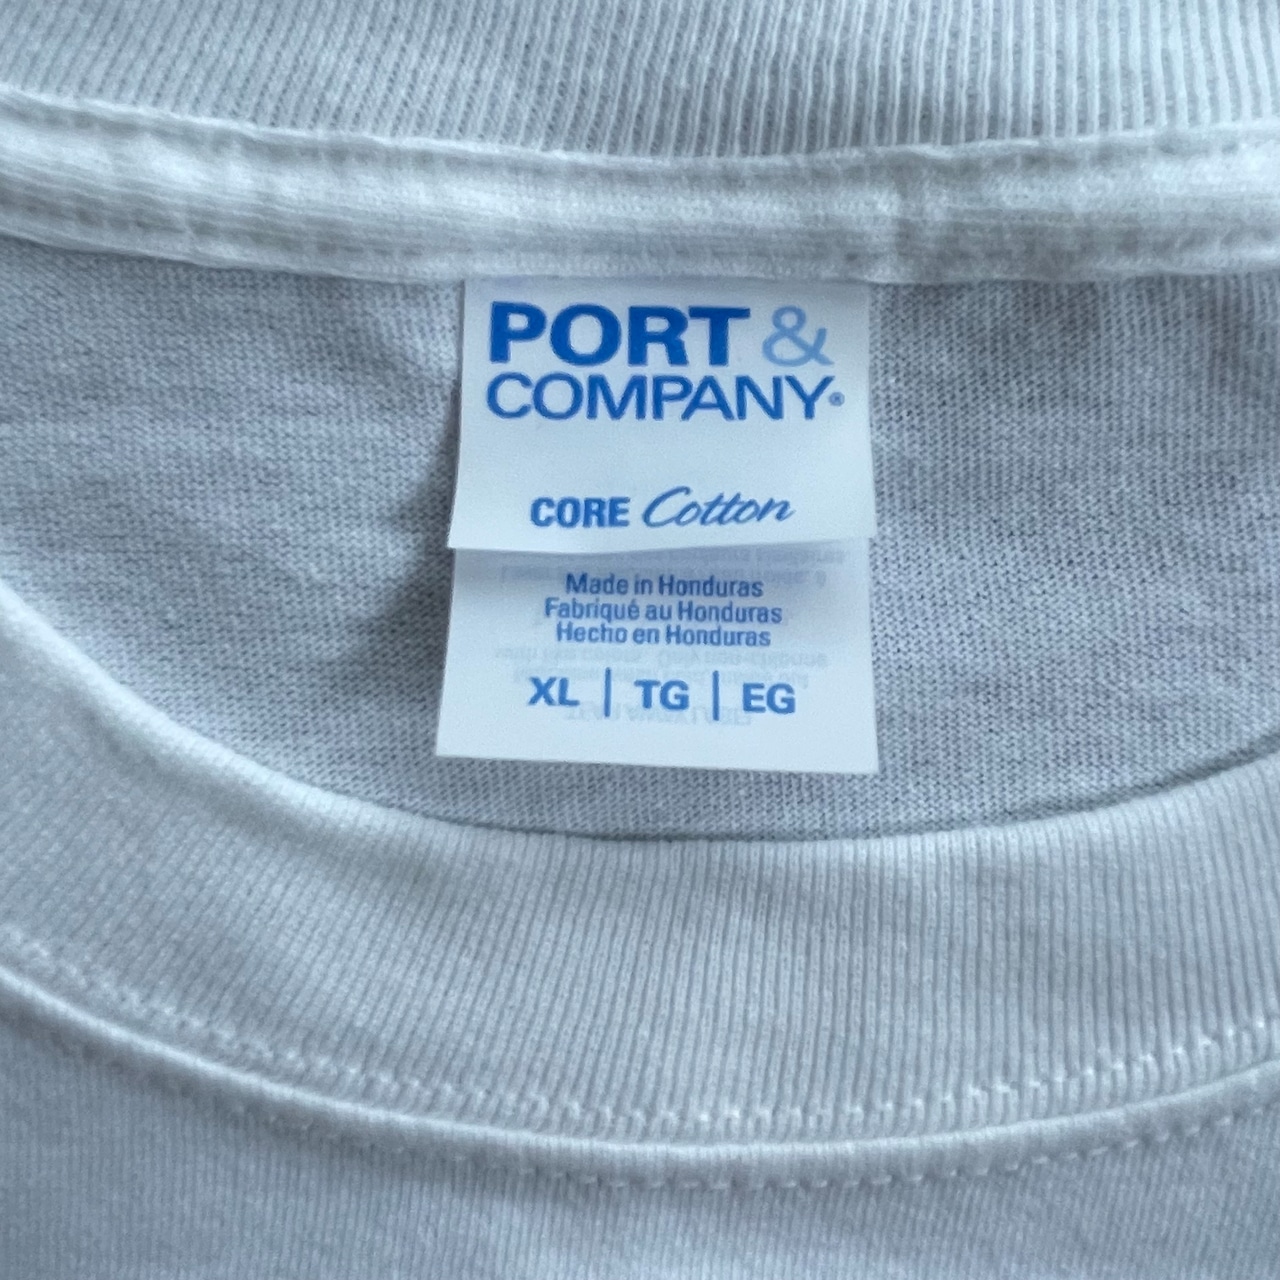 PORT &
COMPANY®
CORE Cotton
Made in Honduras
Fabriqué au Honduras
Hecho en Honduras
XL | TG | EG